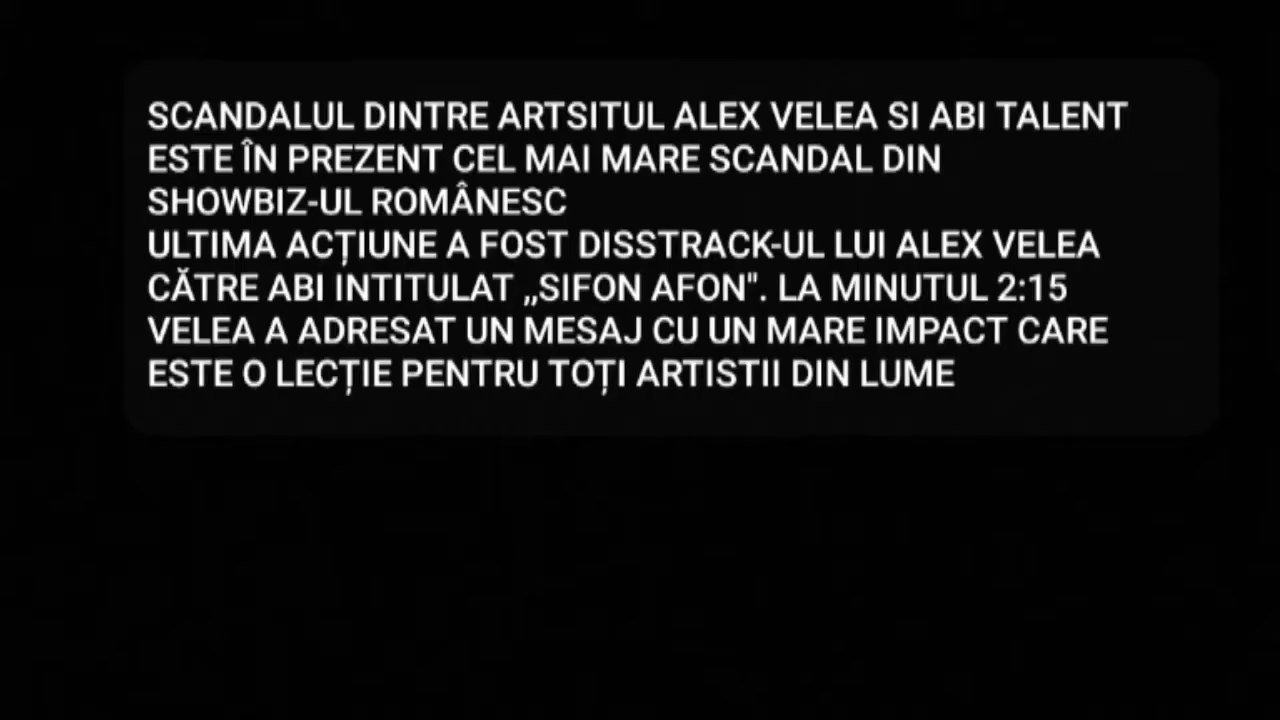 SCANDALUL DINTRE ARTSITUL ALEX VELEA SI ABI TALENT
ESTE ÎN PREZENT CEL MAI MARE SCANDAL DIN
SHOWBIZ-UL ROMÂNESC
ULTIMA ACȚIUNE A FOST DISSTRACK-UL LUI ALEX VELEA
CĂTRE ABI INTITULAT ,,SIFON AFON". LA MINUTUL 2:15
VELEA A ADRESAT UN MESAJ CU UN MARE IMPACT CARE
ESTE O LECȚIE PENTRU TOȚI ARTISTII DIN LUME